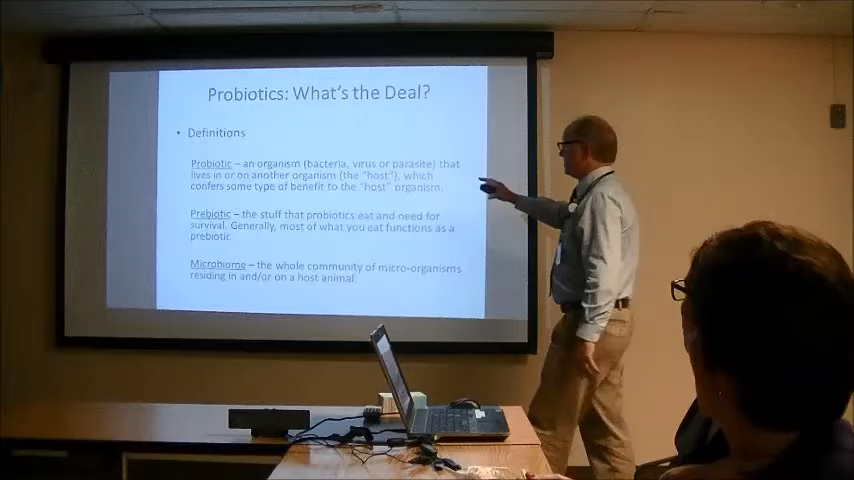 Probiotics: What's the Deal?
• Definitions
Probiotic – an organism (bacteria, virus or parasite) that
lives in or on another organism (the "host"), which
confers some type of benefit to the "host" organism.
Prebiotic – the stuff that probiotics eat and need for
survival. Generally, most of what you eat functions as a
prebiotic
Microbiome – the whole community of micro-organisms
residing in and/or on a host animal.